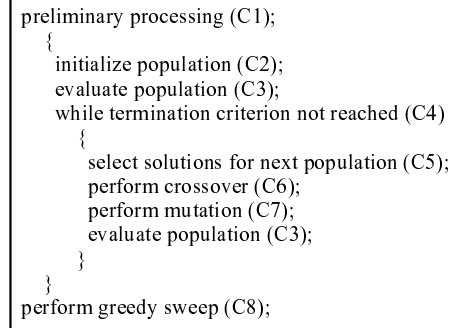 preliminary processing (C1);
{
initialize population (C2);
evaluate population (C3);
while termination criterion not reached (C4)
{
select solutions for next population (C5);
perform crossover (C6);
perform mutation (C7);
evaluate population (C3);
}
}
perform greedy sweep (C8);